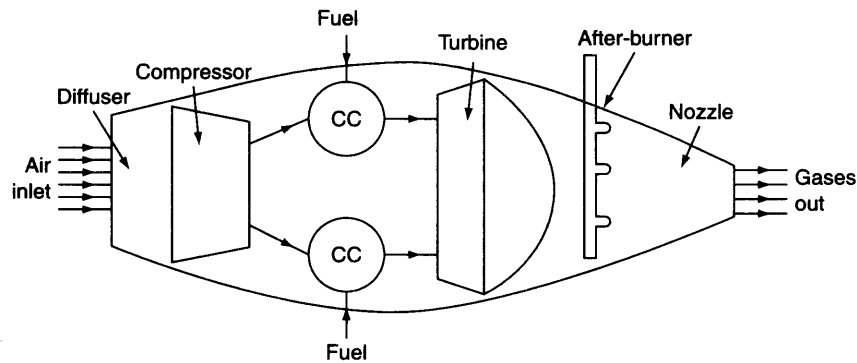 Fuel
Turbine
After-burner
Compressor
Diffuser
CC
Nozzle
Air
inlet
Gases
out
CC
Fuel